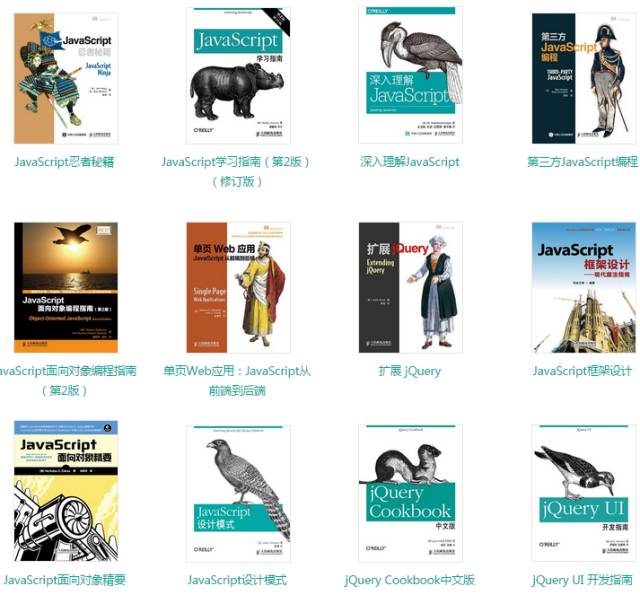 JavaScript
忍者秘籍
JavaScript
Ninja
JavaScript
学习指南
O'REILLY
O'REILLY
深入理解
JavaScript
第三方
JavaScript
编程
THIRD-PARTY
JavaScript
JavaScript忍者秘籍
JavaScript学习指南（第2版）
（修订版）
深入理解JavaScript
第三方JavaScript编程
JavaScript
面向对象编程指南（第2版）
Object-Oriented JavaScript
单页 Web 应用
JavaScript 从前端到后端
Single Page
Web Applications
扩展 jQuery
Extending
jQuery
JavaScript
框架设计
avaScript面向对象编程指南
（第2版）
单页Web应用：JavaScript从
前端到后端
扩展 jQuery
JavaScript框架设计
JavaScript
面向对象精要
JavaScript
设计模式
O'REILLY
jQuery Cookbook
jQuery
Cookbook
中文版
O'REILLY
jQuery UI
jQuery UI
开发指南
O'REILLY
JavaScript面向对象精要
JavaScript设计模式
jQuery Cookbook中文版
jQuery UI 开发指南